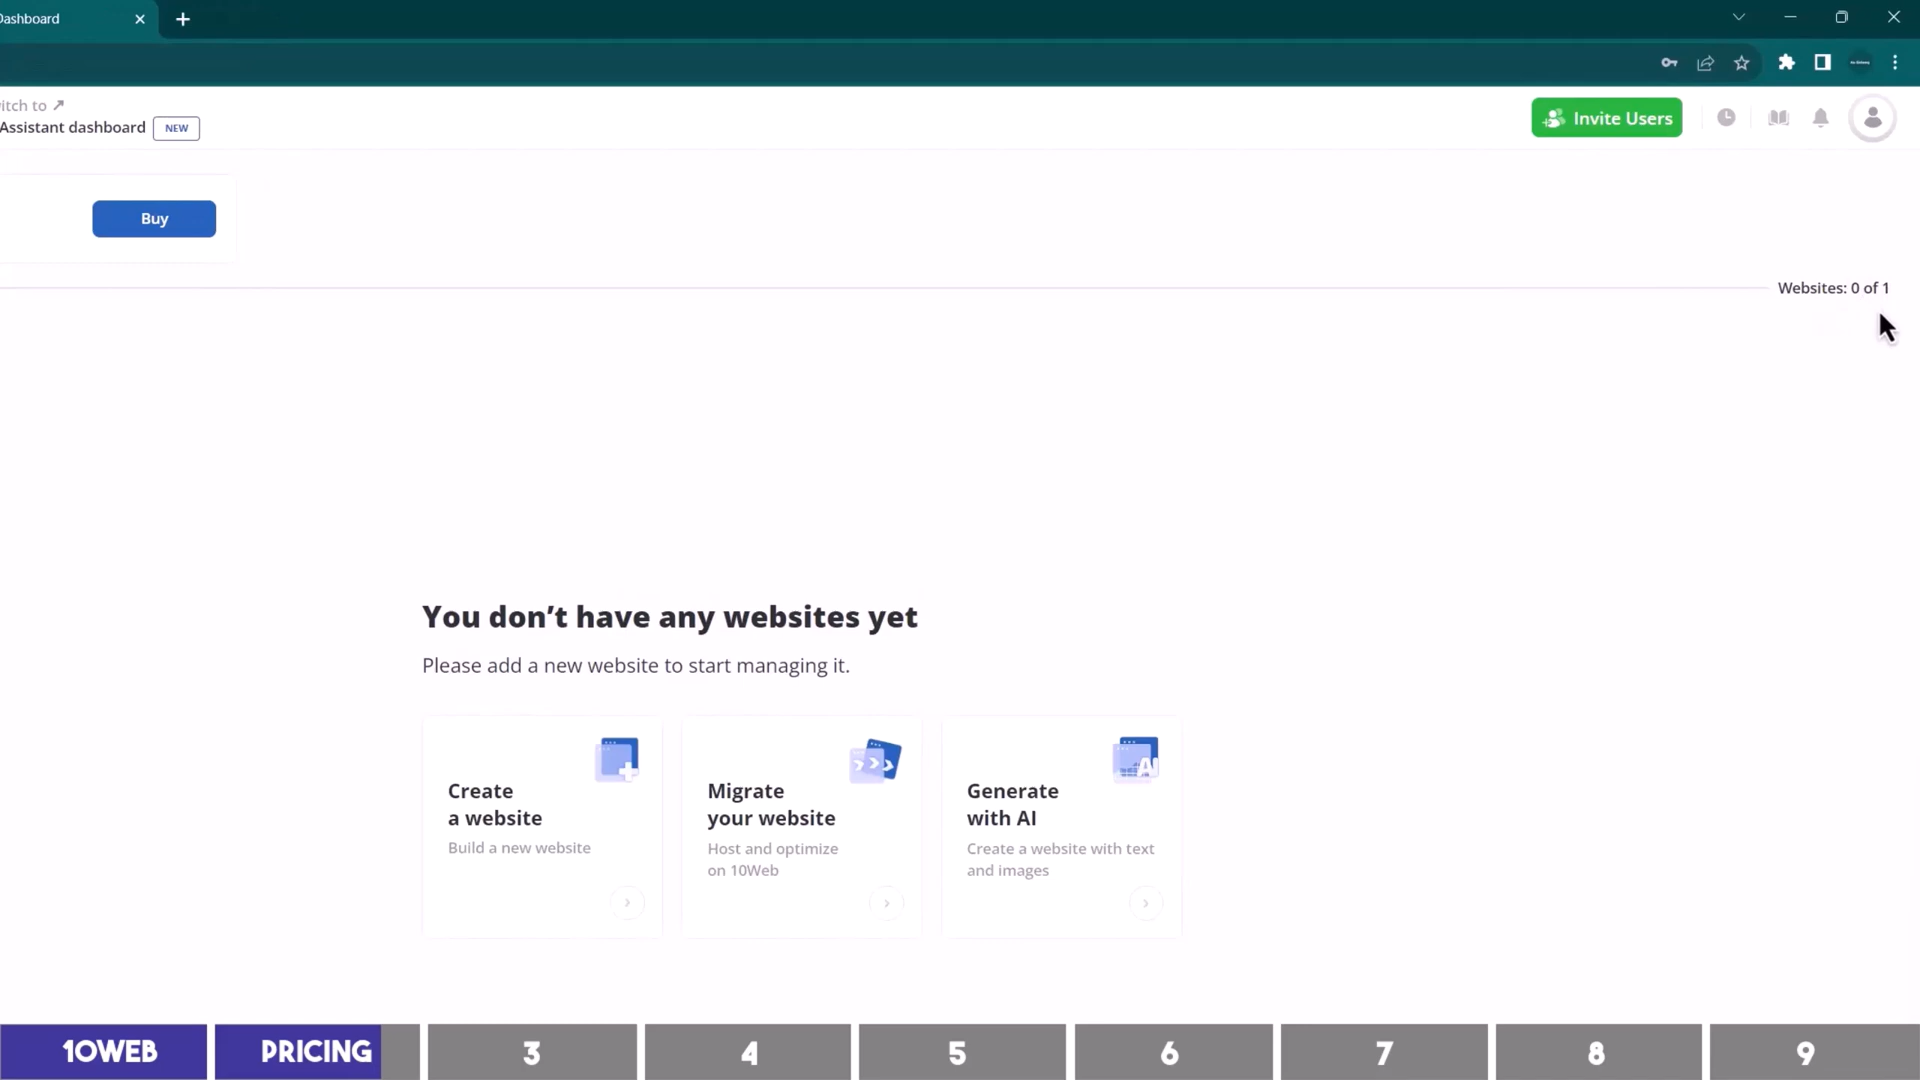 Dashboard
itch to
Assistant dashboard NEW
Invite Users
Buy
Websites: 0 of 1
You don’t have any websites yet
Please add a new website to start managing it.
Create
a website
Build a new website
Migrate
your website
Host and optimize
on 10Web
AI
Generate
with AI
Create a website with text
and images
10WEB PRICING 3 4 5 6 7 8 9